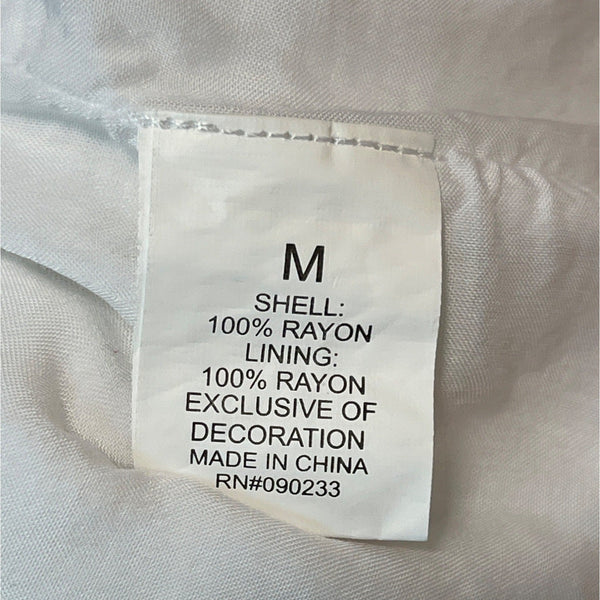 M
SHELL:
100% RAYON
LINING:
100% RAYON
EXCLUSIVE OF
DECORATION
MADE IN CHINA
RN#090233